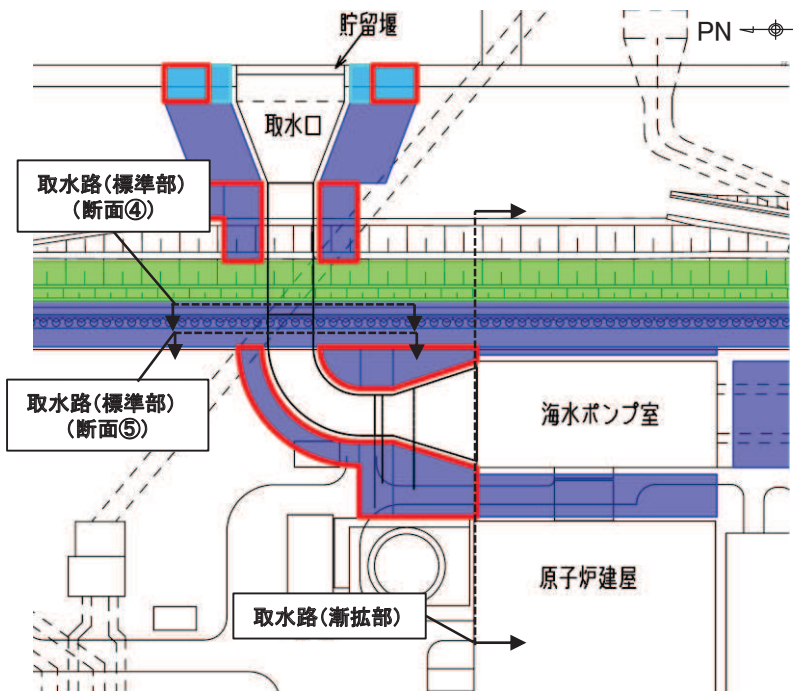 貯留堰
PN
取水口
取水路(標準部)
(断面④)
取水路(標準部)
(断面⑤)
海水ポンプ室
原子炉建屋
取水路(漸拡部)